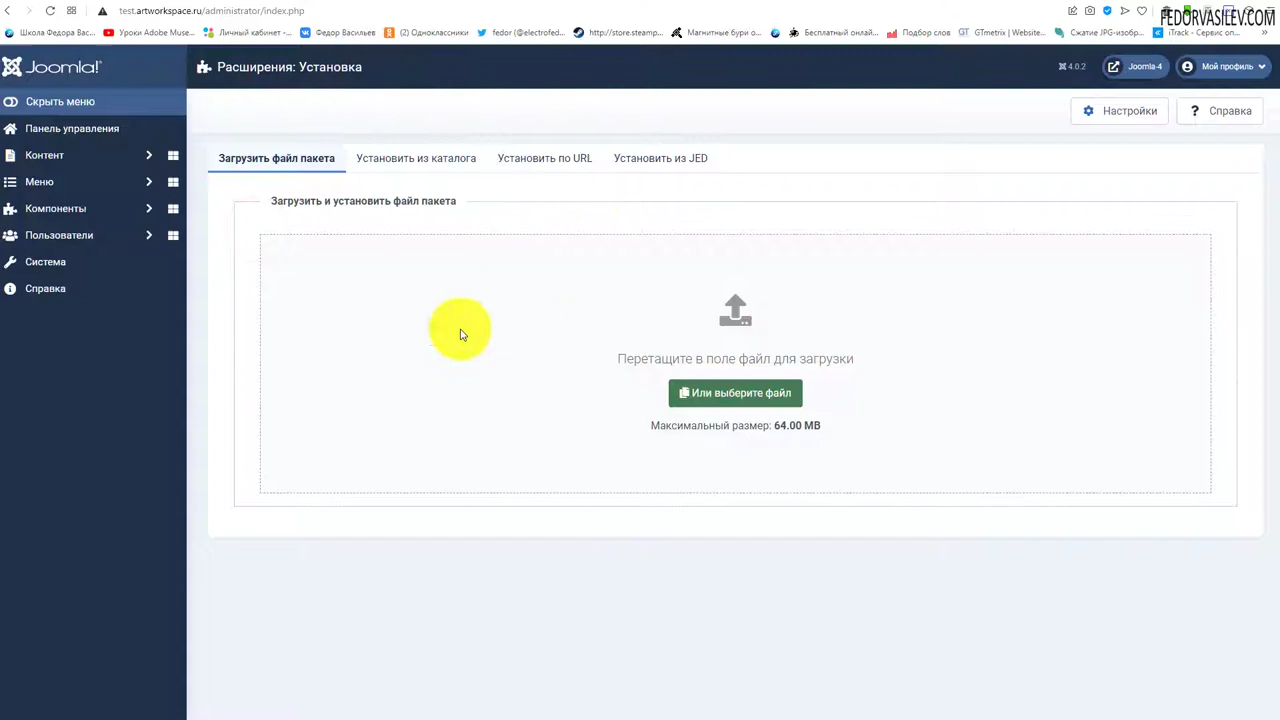 test.artworkspace.ru/administrator/index.php
FEDORVASILEV.COM
Школа Федора Вас...
Уроки Adobe Muse...
Личный кабинет -...
Федор Васильев
(2) Одноклассники
fedor (@electrofed...
http://store.steamp...
Магнитные бури о...
Бесплатный онлай...
Подбор слов
GTmetrix | Website...
Сжатие JPG-изобр...
iTrack - Сервис оп...
Joomla!
Расширения: Установка
4.0.2
Joomla-4
Мой профиль
Скрыть меню
Настройки
Справка
Панель управления
Контент
Меню
Компоненты
Пользователи
Система
Справка
Загрузить файл пакета
Установить из каталога
Установить по URL
Установить из JED
Загрузить и установить файл пакета
Перетащите в поле файл для загрузки
Или выберите файл
Максимальный размер: 64.00 MB